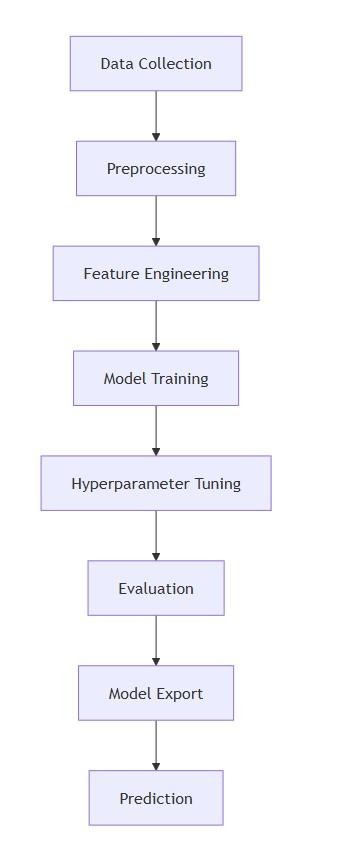 Data Collection
Preprocessing
Feature Engineering
Model Training
Hyperparameter Tuning
Evaluation
Model Export
Prediction